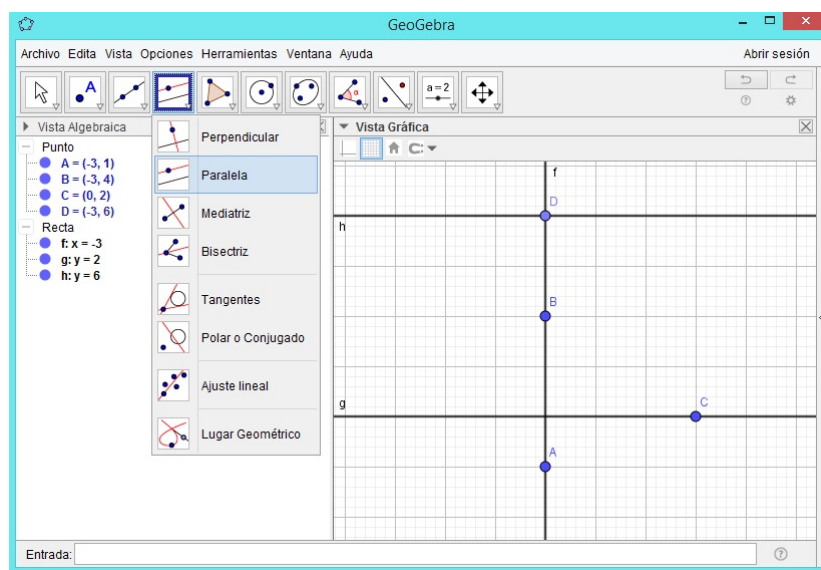 GeoGebra
Archivo Edita Vista Opciones Herramientas Ventana Ayuda
Abrir sesión
A
α
a=2
Vista Algebraica
Punto
A = (-3, 1)
B = (-3, 4)
C = (0, 2)
D = (-3, 6)
Recta
f: x = -3
g: y = 2
h: y = 6
Perpendicular
Paralela
Mediatriz
Bisectriz
Tangentes
Polar o Conjugado
Ajuste lineal
Lugar Geométrico
Vista Gráfica
f
D
h
B
g
C
A
Entrada: